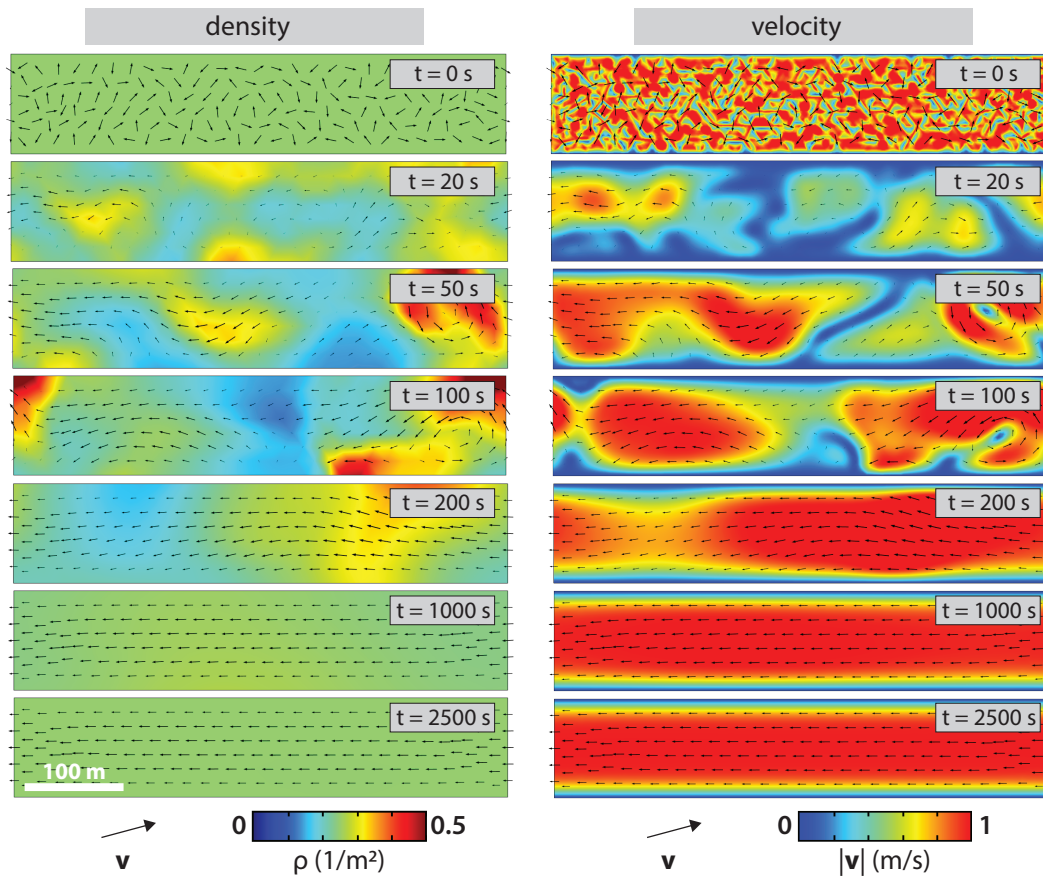 density
velocity
t = 0 s
t = 0 s
t = 20 s
t = 20 s
t = 50 s
t = 50 s
t = 100 s
t = 100 s
t = 200 s
t = 200 s
t = 1000 s
t = 1000 s
t = 2500 s
t = 2500 s
100 m
0 0.5
0 1
v ρ (1/m²)
v |v| (m/s)